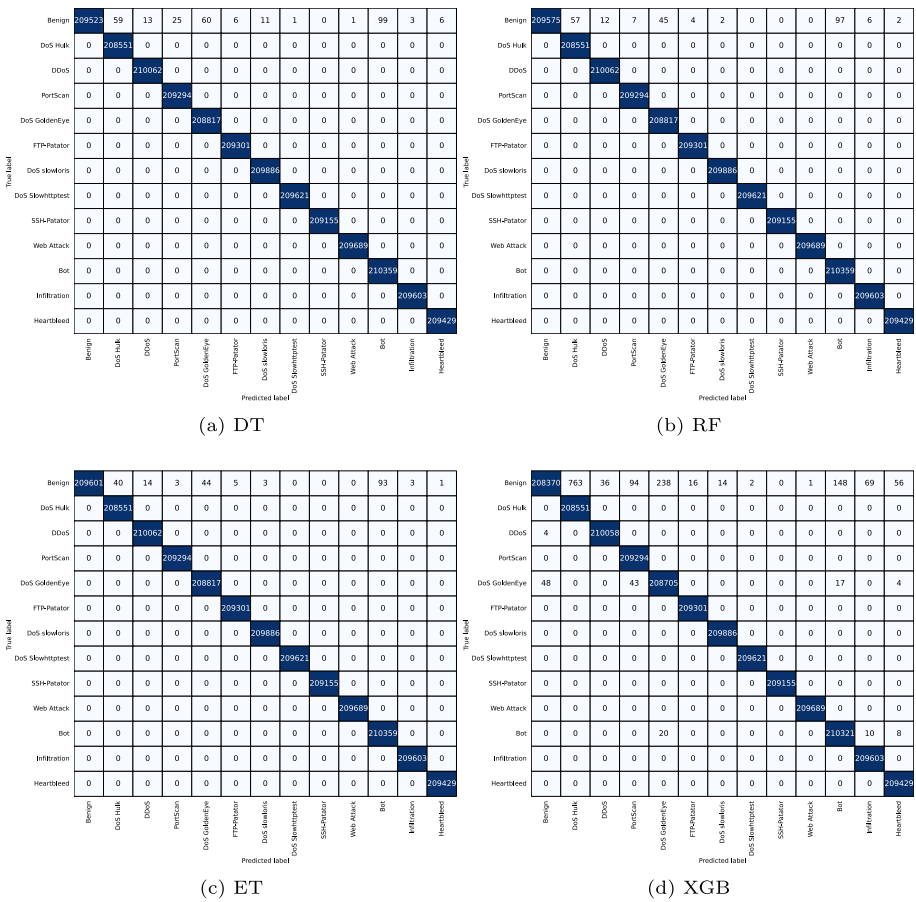 Benign 209523 59 13 25 60 6 11 1 0 1 99 3 6
DoS Hulk 0 208551 0 0 0 0 0 0 0 0 0 0 0
DDoS 0 0 210062 0 0 0 0 0 0 0 0 0 0
PortScan 0 0 0 209294 0 0 0 0 0 0 0 0 0
DoS GoldenEye 0 0 0 0 208817 0 0 0 0 0 0 0 0
FTP-Patator 0 0 0 0 0 209301 0 0 0 0 0 0 0
DoS slowloris 0 0 0 0 0 0 209886 0 0 0 0 0 0
DoS Slowhttptest 0 0 0 0 0 0 0 209621 0 0 0 0 0
SSH-Patator 0 0 0 0 0 0 0 0 209155 0 0 0 0
Web Attack 0 0 0 0 0 0 0 0 0 209689 0 0 0
Bot 0 0 0 0 0 0 0 0 0 0 210359 0 0
Infiltration 0 0 0 0 0 0 0 0 0 0 0 209603 0
Heartbleed 0 0 0 0 0 0 0 0 0 0 0 0 209429
True label
Benign DoS Hulk DDoS PortScan DoS GoldenEye FTP-Patator DoS slowloris DoS Slowhttptest SSH-Patator Web Attack Bot Infiltration Heartbleed
Predicted label
(a) DT
Benign 209575 57 12 7 45 4 2 0 0 0 97 6 2
DoS Hulk 0 208551 0 0 0 0 0 0 0 0 0 0 0
DDoS 0 0 210062 0 0 0 0 0 0 0 0 0 0
PortScan 0 0 0 209294 0 0 0 0 0 0 0 0 0
DoS GoldenEye 0 0 0 0 208817 0 0 0 0 0 0 0 0
FTP-Patator 0 0 0 0 0 209301 0 0 0 0 0 0 0
DoS slowloris 0 0 0 0 0 0 209886 0 0 0 0 0 0
DoS Slowhttptest 0 0 0 0 0 0 0 209621 0 0 0 0 0
SSH-Patator 0 0 0 0 0 0 0 0 209155 0 0 0 0
Web Attack 0 0 0 0 0 0 0 0 0 209689 0 0 0
Bot 0 0 0 0 0 0 0 0 0 0 210359 0 0
Infiltration 0 0 0 0 0 0 0 0 0 0 0 209603 0
Heartbleed 0 0 0 0 0 0 0 0 0 0 0 0 209429
True label
Benign DoS Hulk DDoS PortScan DoS GoldenEye FTP-Patator DoS slowloris DoS Slowhttptest SSH-Patator Web Attack Bot Infiltration Heartbleed
Predicted label
(b) RF
Benign 209601 40 14 3 44 5 3 0 0 0 93 3 1
DoS Hulk 0 208551 0 0 0 0 0 0 0 0 0 0 0
DDoS 0 0 210062 0 0 0 0 0 0 0 0 0 0
PortScan 0 0 0 209294 0 0 0 0 0 0 0 0 0
DoS GoldenEye 0 0 0 0 208817 0 0 0 0 0 0 0 0
FTP-Patator 0 0 0 0 0 209301 0 0 0 0 0 0 0
DoS slowloris 0 0 0 0 0 0 209886 0 0 0 0 0 0
DoS Slowhttptest 0 0 0 0 0 0 0 209621 0 0 0 0 0
SSH-Patator 0 0 0 0 0 0 0 0 209155 0 0 0 0
Web Attack 0 0 0 0 0 0 0 0 0 209689 0 0 0
Bot 0 0 0 0 0 0 0 0 0 0 210359 0 0
Infiltration 0 0 0 0 0 0 0 0 0 0 0 209603 0
Heartbleed 0 0 0 0 0 0 0 0 0 0 0 0 209429
True label
Benign DoS Hulk DDoS PortScan DoS GoldenEye FTP-Patator DoS slowloris DoS Slowhttptest SSH-Patator Web Attack Bot Infiltration Heartbleed
Predicted label
(c) ET
Benign 208370 763 36 94 238 16 14 2 0 1 148 69 56
DoS Hulk 0 208551 0 0 0 0 0 0 0 0 0 0 0
DDoS 4 0 210058 0 0 0 0 0 0 0 0 0 0
PortScan 0 0 0 209294 0 0 0 0 0 0 0 0 0
DoS GoldenEye 48 0 0 43 208705 0 0 0 0 0 17 0 4
FTP-Patator 0 0 0 0 0 209301 0 0 0 0 0 0 0
DoS slowloris 0 0 0 0 0 0 209886 0 0 0 0 0 0
DoS Slowhttptest 0 0 0 0 0 0 0 209621 0 0 0 0 0
SSH-Patator 0 0 0 0 0 0 0 0 209155 0 0 0 0
Web Attack 0 0 0 0 0 0 0 0 0 209689 0 0 0
Bot 0 0 0 0 20 0 0 0 0 0 210321 10 8
Infiltration 0 0 0 0 0 0 0 0 0 0 0 209603 0
Heartbleed 0 0 0 0 0 0 0 0 0 0 0 0 209429
True label
Benign DoS Hulk DDoS PortScan DoS GoldenEye FTP-Patator DoS slowloris DoS Slowhttptest SSH-Patator Web Attack Bot Infiltration Heartbleed
Predicted label
(d) XGB